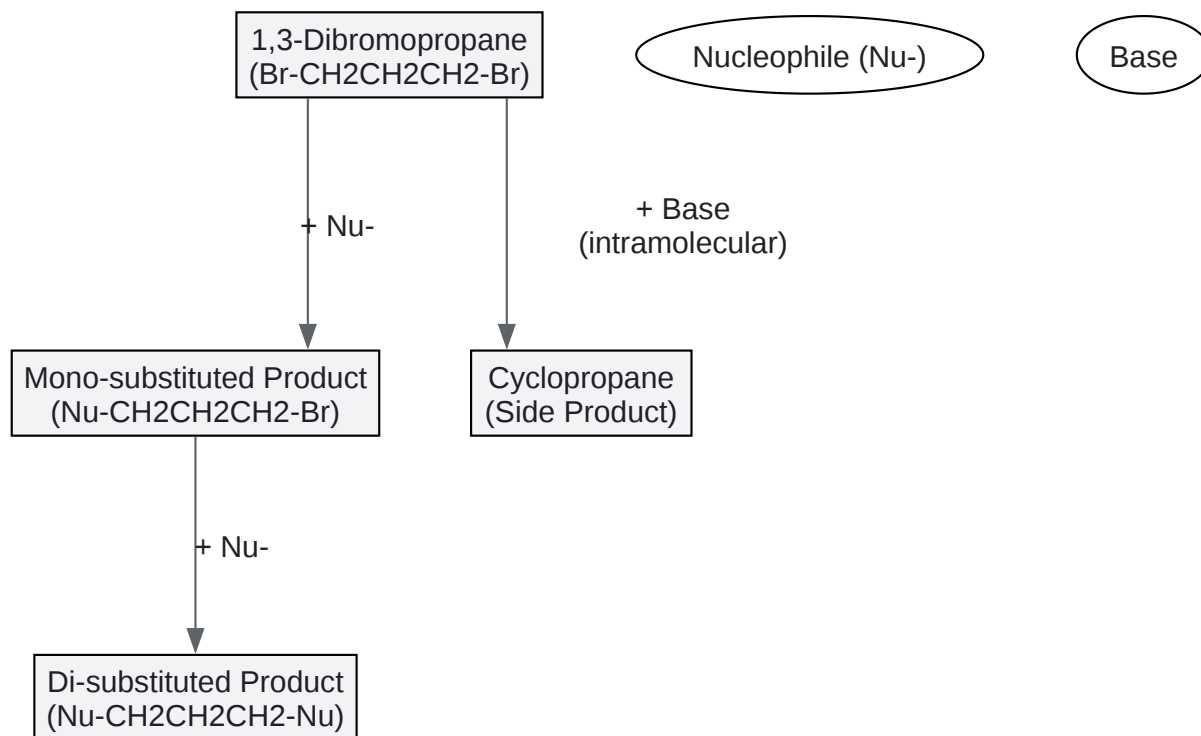 1,3-Dibromopropane
(Br-CH2CH2CH2-Br)
Nucleophile (Nu-)
Base
+ Nu-
+ Base
(intramolecular)
Mono-substituted Product
(Nu-CH2CH2CH2-Br)
Cyclopropane
(Side Product)
+ Nu-
Di-substituted Product
(Nu-CH2CH2CH2-Nu)